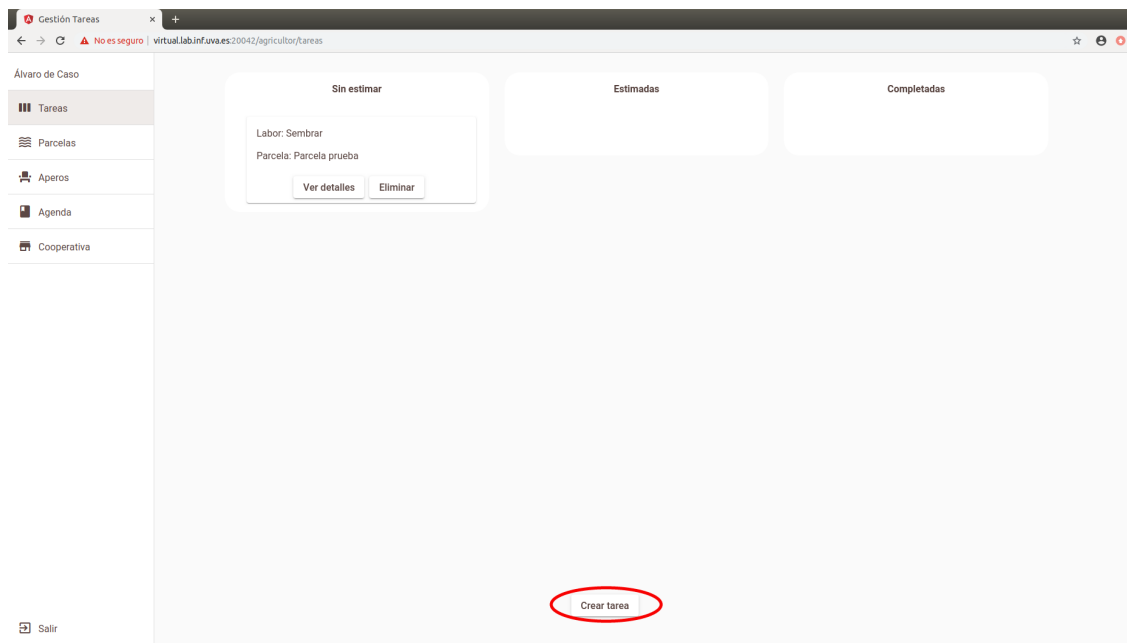 Gestión Tareas
No es seguro | virtual.lab.inf.uva.es:20042/agricultor/tareas
Álvaro de Caso
Tareas
Parcelas
Aperos
Agenda
Cooperativa
Salir
Sin estimar
Labor: Sembrar
Parcela: Parcela prueba
Ver detalles Eliminar
Estimadas
Completadas
Crear tarea